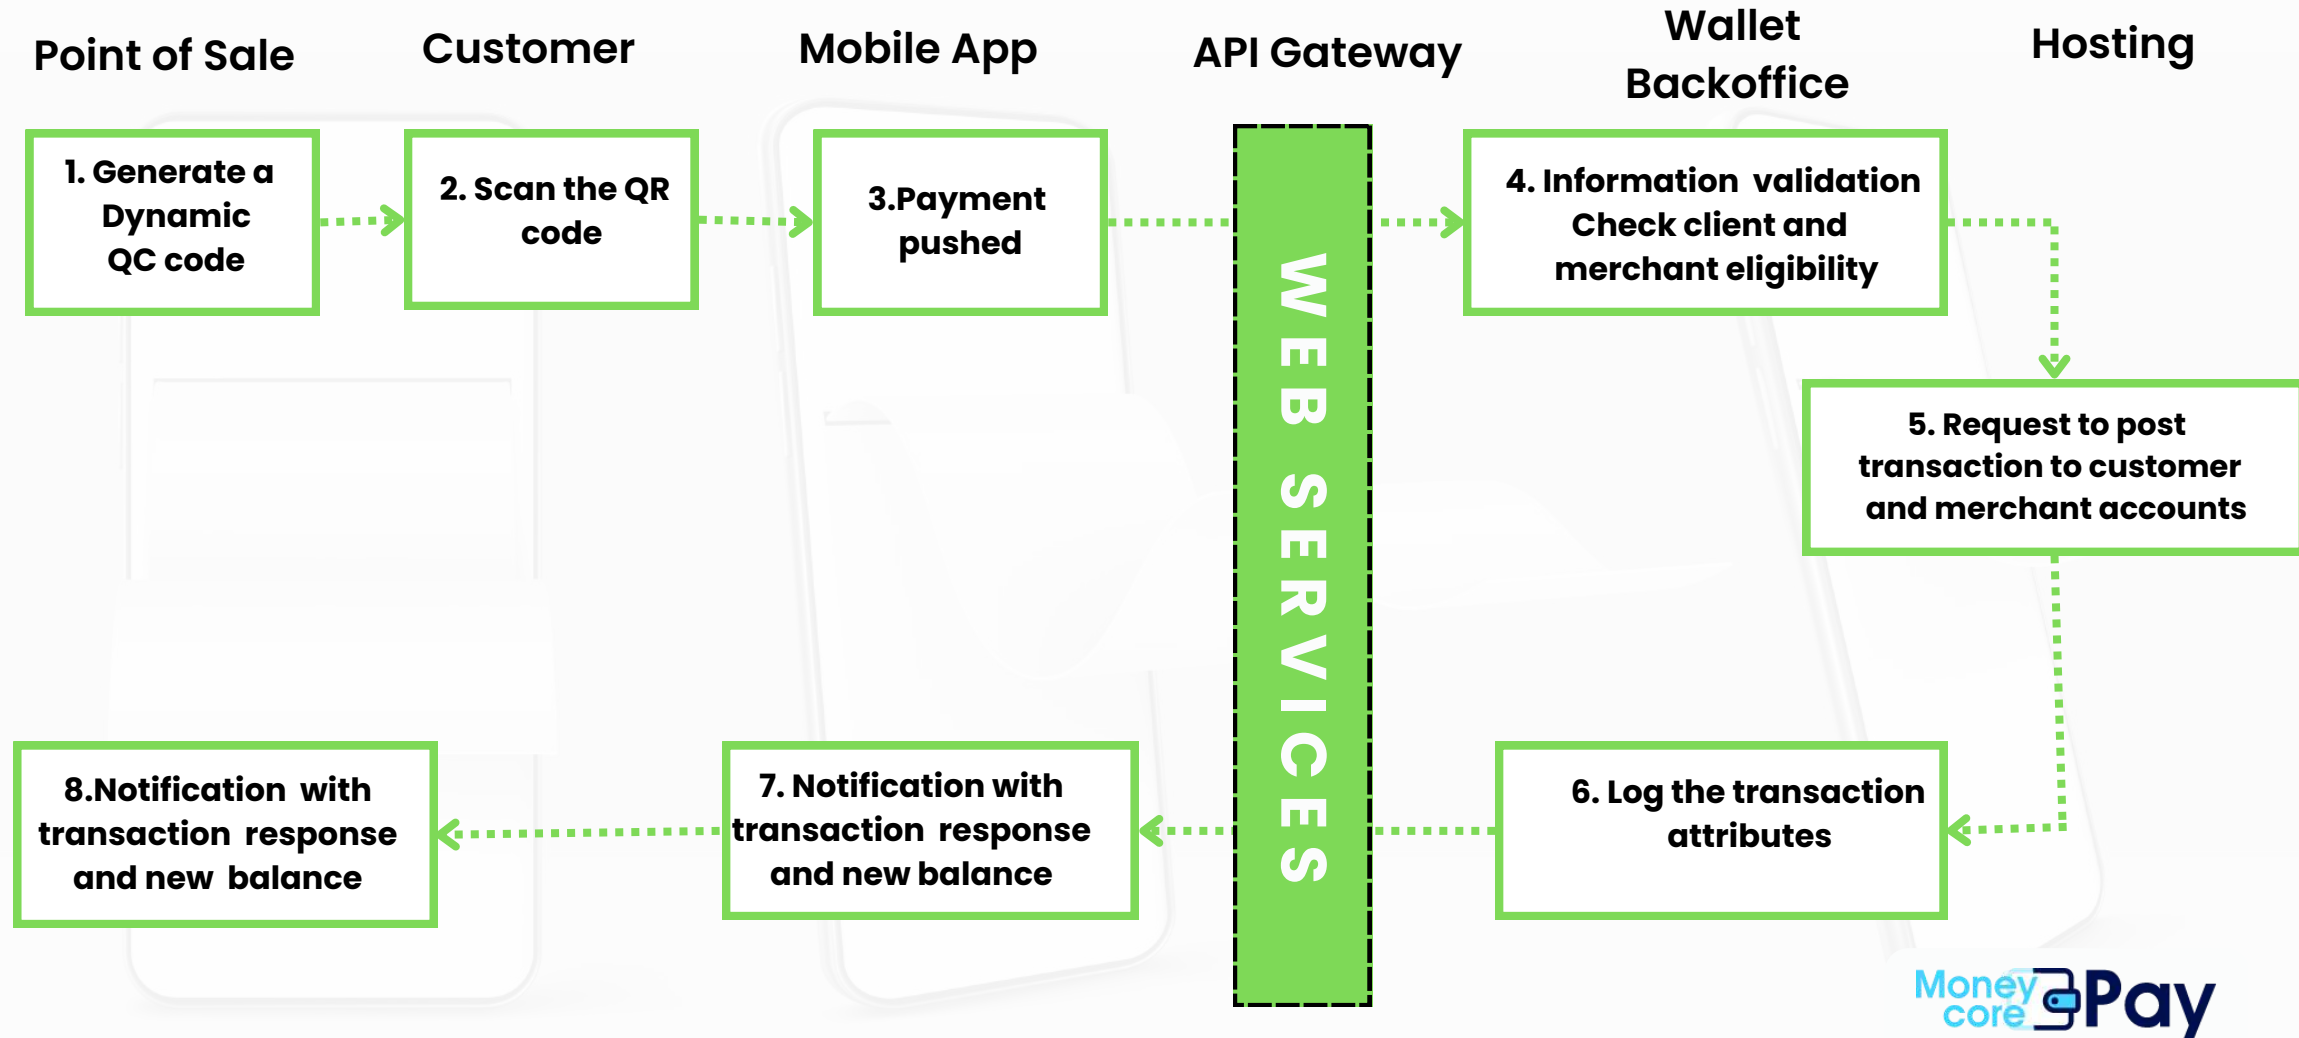 Point of Sale
Customer
Mobile App
API Gateway
Wallet
Backoffice
Hosting
1. Generate a
Dynamic
QC code
2. Scan the QR
code
3.Payment
pushed
WEB SERVICES
4. Information validation
Check client and
merchant eligibility
5. Request to post
transaction to customer
and merchant accounts
6. Log the transaction
attributes
7. Notification with
transaction response
and new balance
8.Notification with
transaction response
and new balance
Money
core
Pay